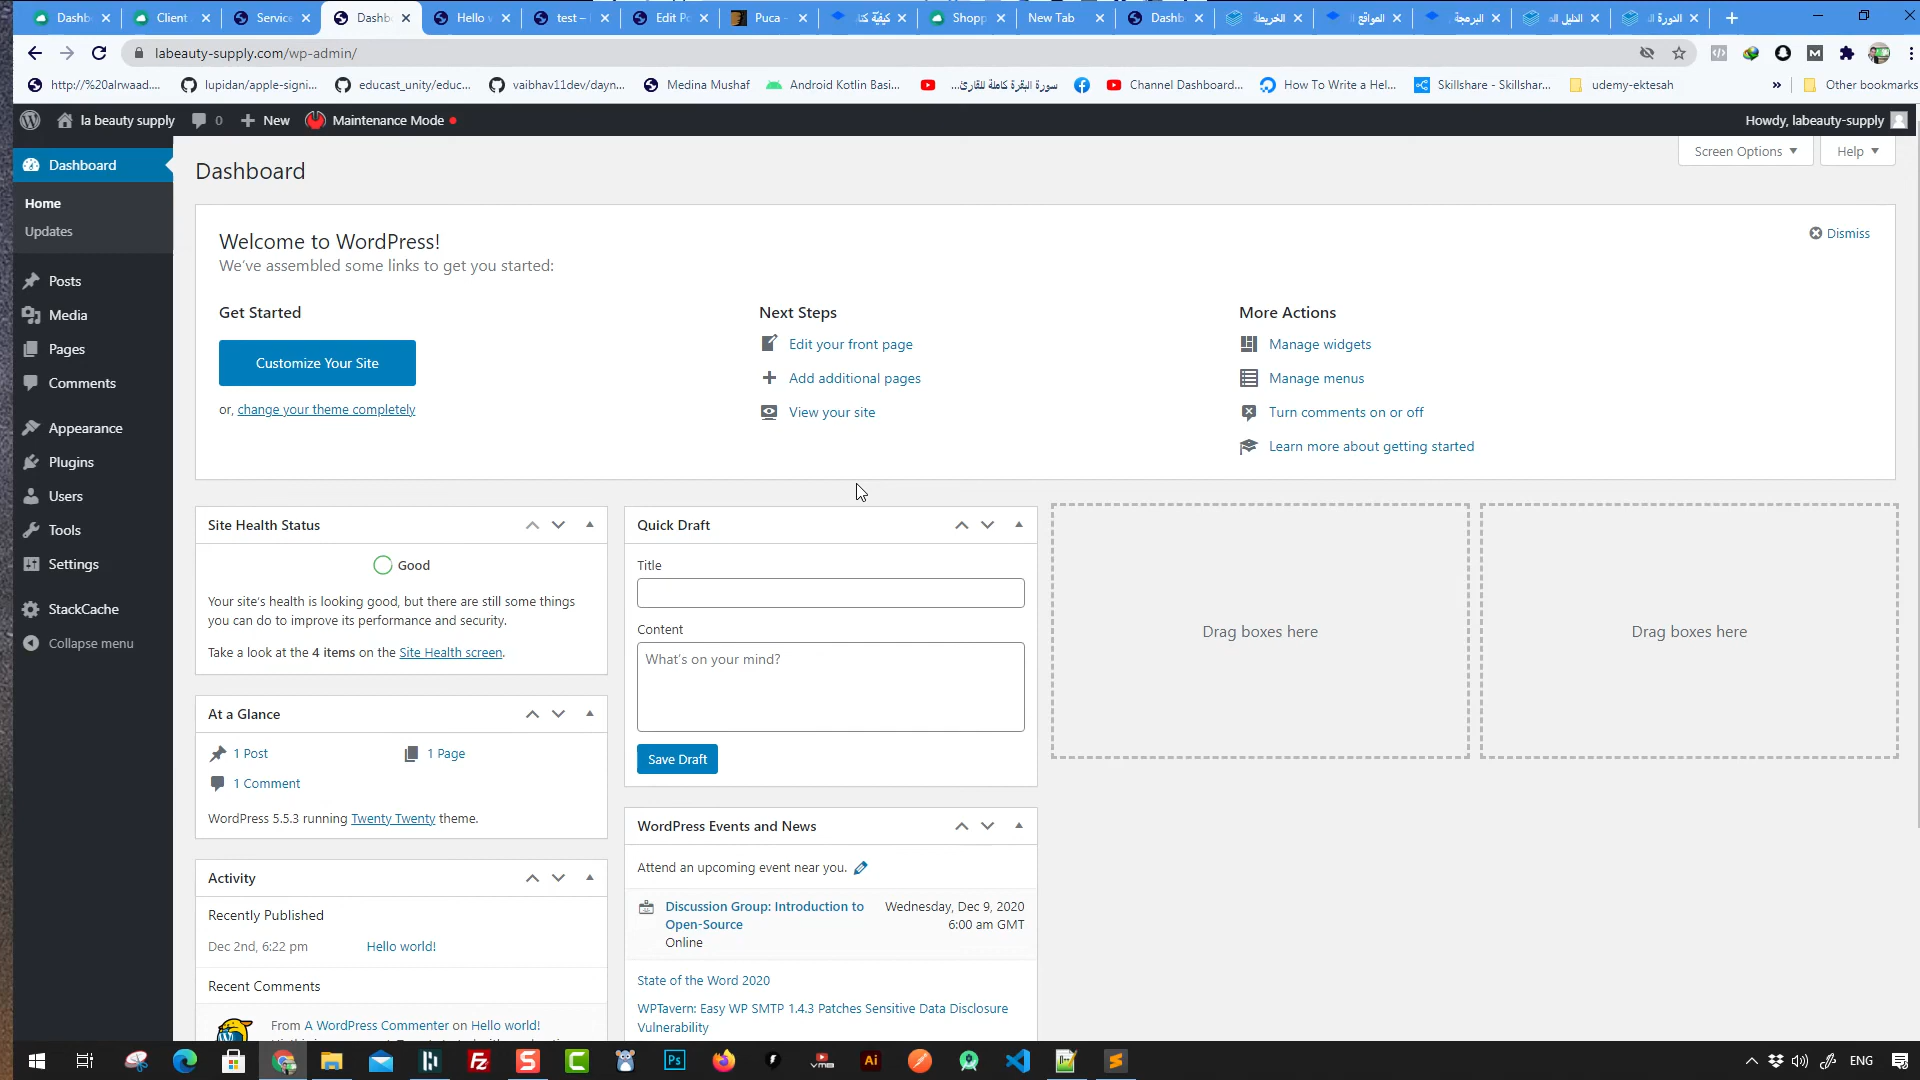 Dashb
Client
Service
Dashb
Hello w
test –
Edit Po
Puca -
كيفيّة كتا
Shopp
New Tab
Dashb
الخريطة
المواقع ا
البرمجة
الدليل ال
الدورة ال
labeauty-supply.com/wp-admin/
http://%20alrwaad....
lupidan/apple-signi...
educast_unity/educ...
vaibhav11dev/dayn...
Medina Mushaf
Android Kotlin Basi...
سورة البقرة كاملة للقارئ...
Channel Dashboard...
How To Write a Hel...
Skillshare - Skillshar...
udemy-ektesah
»
Other bookmarks
la beauty supply
0
New
Maintenance Mode
Howdy, labeauty-supply
Dashboard
Home
Updates
Posts
Media
Pages
Comments
Appearance
Plugins
Users
Tools
Settings
StackCache
Collapse menu
Screen Options
Help
Dashboard
Welcome to WordPress!
We've assembled some links to get you started:
Dismiss
Get Started
Customize Your Site
or, change your theme completely
Next Steps
Edit your front page
Add additional pages
View your site
More Actions
Manage widgets
Manage menus
Turn comments on or off
Learn more about getting started
Site Health Status
Good
Your site's health is looking good, but there are still some things
you can do to improve its performance and security.
Take a look at the 4 items on the Site Health screen.
At a Glance
1 Post
1 Page
1 Comment
WordPress 5.5.3 running Twenty Twenty theme.
Activity
Recently Published
Dec 2nd, 6:22 pm
Hello world!
Recent Comments
From A WordPress Commenter on Hello world!
Quick Draft
Title
Content
What's on your mind?
Save Draft
WordPress Events and News
Attend an upcoming event near you.
Discussion Group: Introduction to
Open-Source
Online
Wednesday, Dec 9, 2020
6:00 am GMT
State of the Word 2020
WPTavern: Easy WP SMTP 1.4.3 Patches Sensitive Data Disclosure
Vulnerability
Drag boxes here
Drag boxes here
ENG